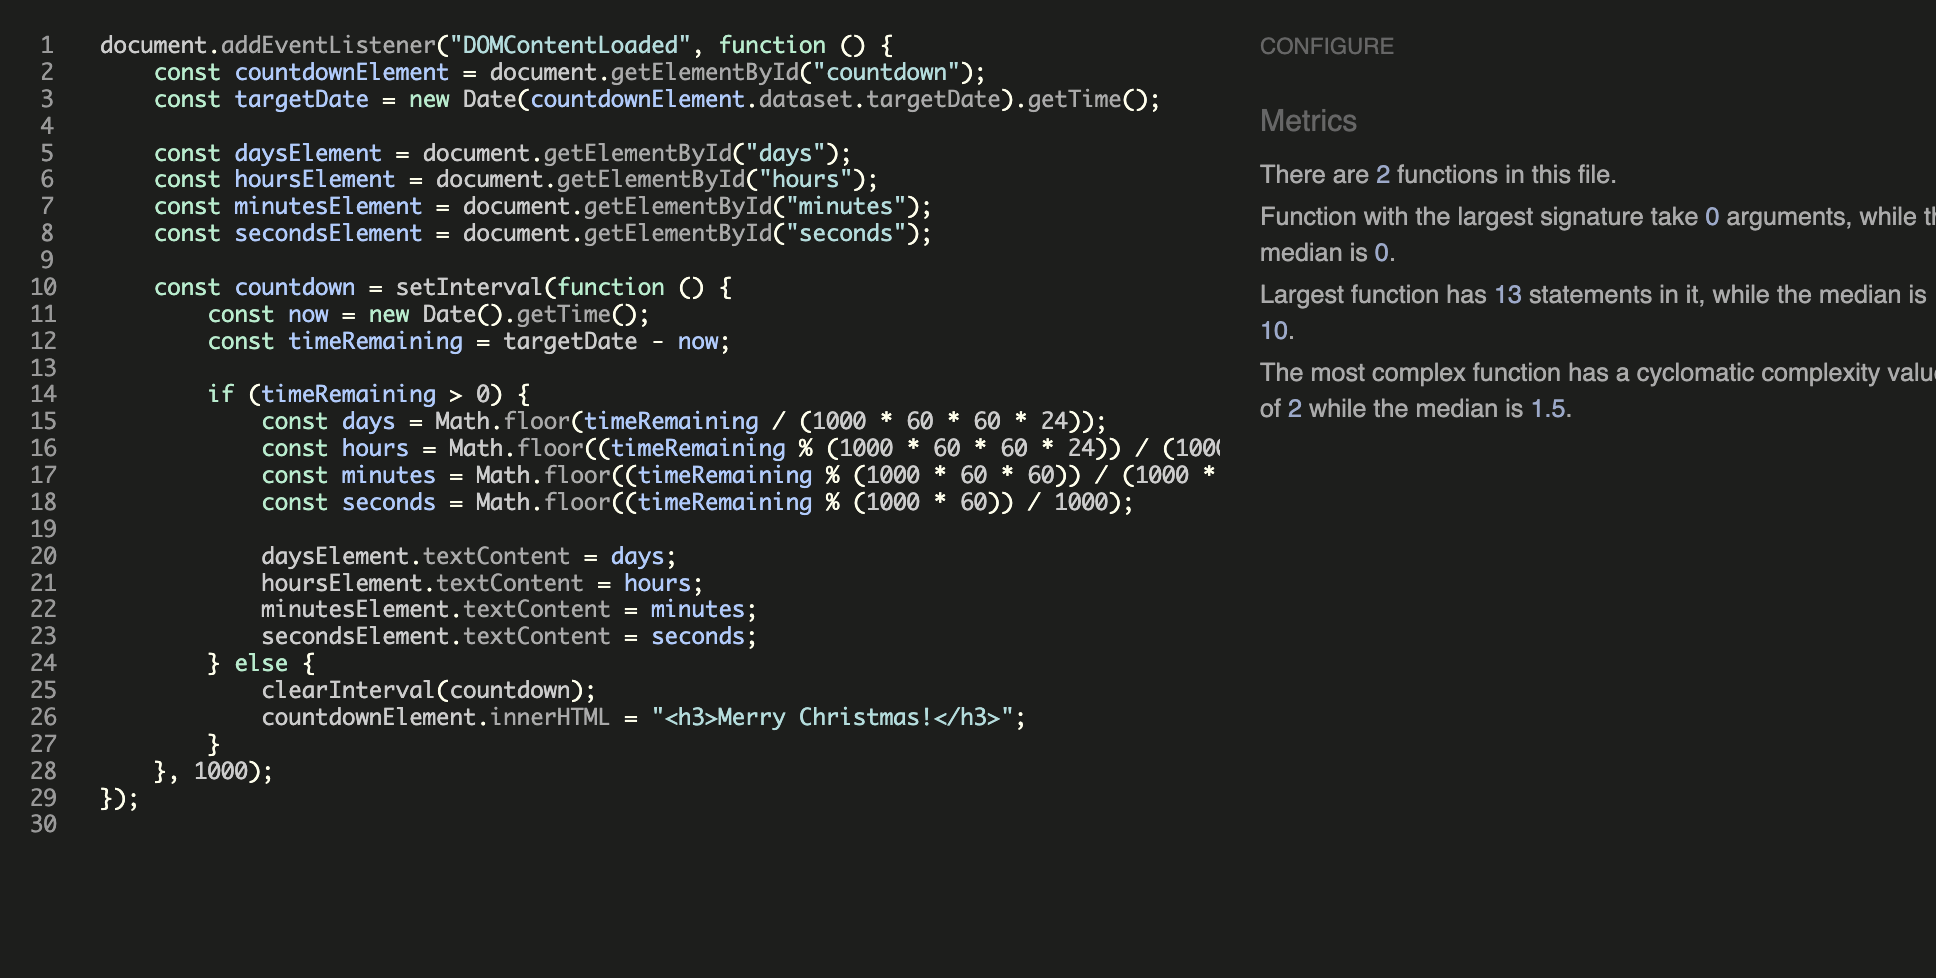 1 document.addEventListener("DOMContentLoaded", function () {
2 const countdownElement = document.getElementById("countdown");
3 const targetDate = new Date(countdownElement.dataset.targetDate).getTime();
4
5 const daysElement = document.getElementById("days");
6 const hoursElement = document.getElementById("hours");
7 const minutesElement = document.getElementById("minutes");
8 const secondsElement = document.getElementById("seconds");
9
10 const countdown = setInterval(function () {
11 const now = new Date().getTime();
12 const timeRemaining = targetDate - now;
13
14 if (timeRemaining > 0) {
15 const days = Math.floor(timeRemaining / (1000 * 60 * 60 * 24));
16 const hours = Math.floor((timeRemaining % (1000 * 60 * 60 * 24)) / (100
17 const minutes = Math.floor((timeRemaining % (1000 * 60 * 60)) / (1000 *
18 const seconds = Math.floor((timeRemaining % (1000 * 60)) / 1000);
19
20 daysElement.textContent = days;
21 hoursElement.textContent = hours;
22 minutesElement.textContent = minutes;
23 secondsElement.textContent = seconds;
24 } else {
25 clearInterval(countdown);
26 countdownElement.innerHTML = "<h3>Merry Christmas!</h3>";
27 }
28 }, 1000);
29 });
30
CONFIGURE
Metrics
There are 2 functions in this file.
Function with the largest signature take 0 arguments, while
median is 0.
Largest function has 13 statements in it, while the median is
10.
The most complex function has a cyclomatic complexity
of 2 while the median is 1.5.